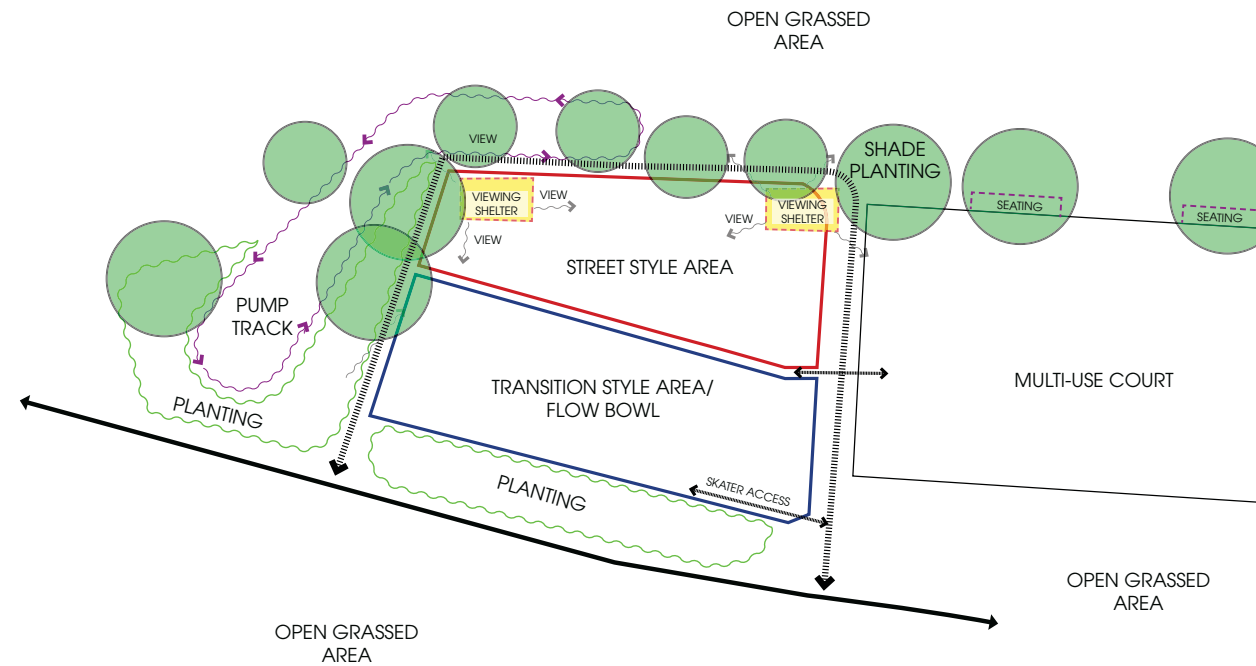 OPEN GRASSED
AREA
VIEW
SHADE
PLANTING
VIEWING
SHELTER
VIEW
VIEW
VIEWING
SHELTER
VIEW
SEATING
SEATING
STREET STYLE AREA
PUMP
TRACK
TRANSITION STYLE AREA/
FLOW BOWL
MULTI-USE COURT
PLANTING
PLANTING
SKATER ACCESS
OPEN GRASSED
AREA
OPEN GRASSED
AREA